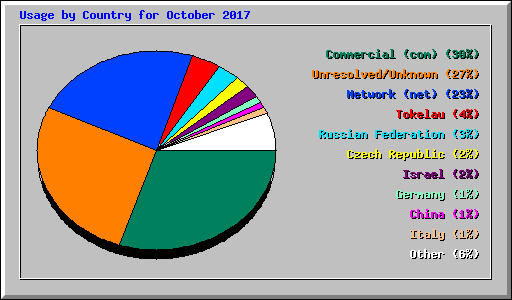 Usage by Country for October 2017
Commercial (com) (30%)
Unresolved/Unknown (27%)
Network (net) (23%)
Tokelau (4%)
Russian Federation (3%)
Czech Republic (2%)
Israel (2%)
Germany (1%)
China (1%)
Italy (1%)
Other (6%)